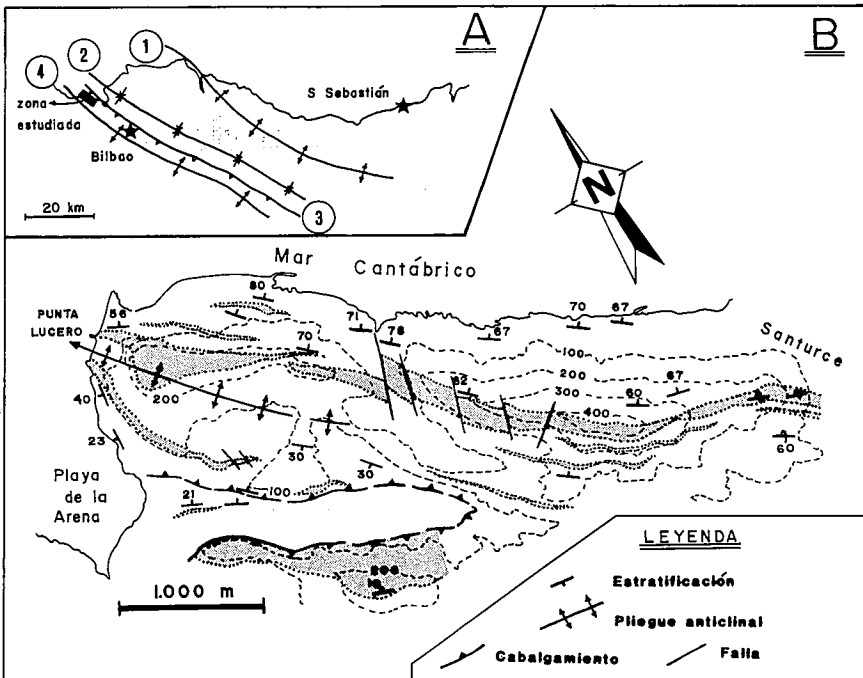 A
1
2
4
S Sebastián
zona
estudiada
Bilbao
20 km
3
B
N
Mar
Cantábrico
PUNTA
LUCERO
56
80
71
78
70
67
70
67
Santurce
100
200
300
400
67
60
62
60
200
40
23
30
30
100
21
Playa
de la
Arena
1.000 m
LEYENDA
Estratificación
Pliegue anticlinal
Cabalgamiento
Falla